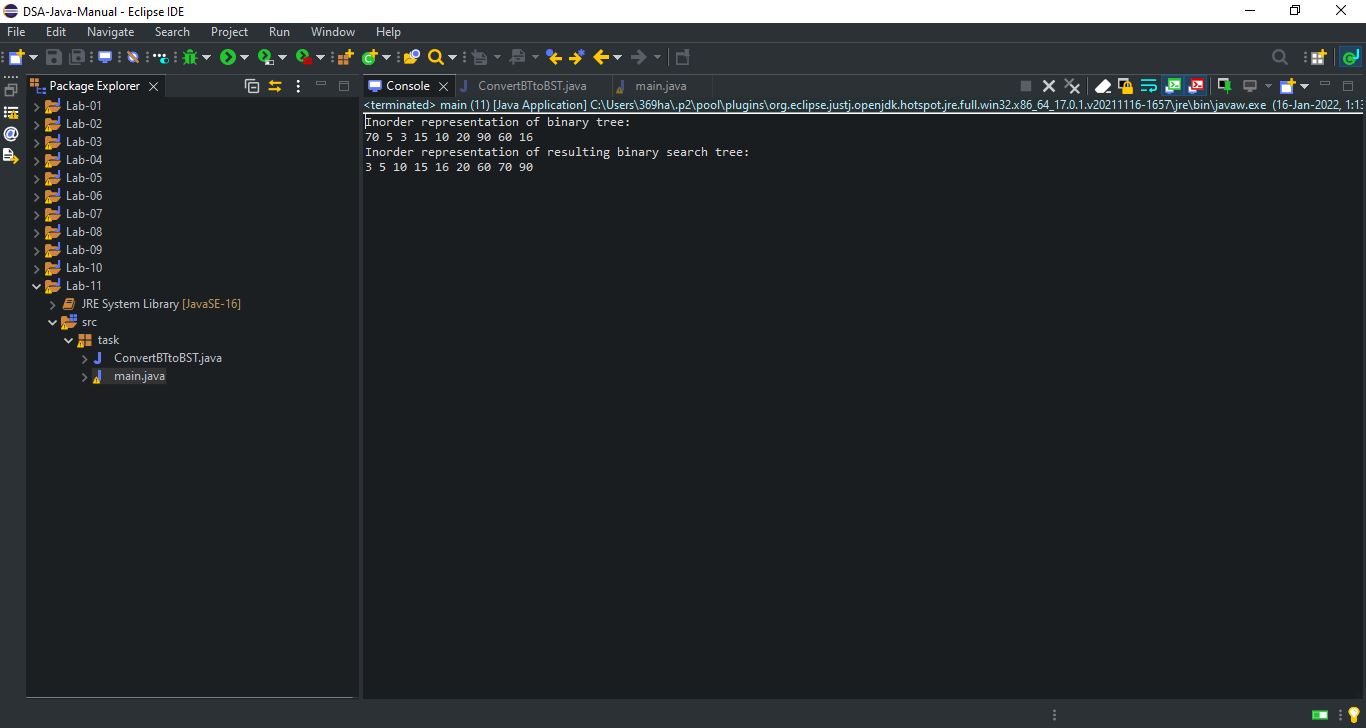 DSA-Java-Manual - Eclipse IDE
File Edit Navigate Search Project Run Window Help
Package Explorer
Lab-01
Lab-02
Lab-03
Lab-04
Lab-05
Lab-06
Lab-07
Lab-08
Lab-09
Lab-10
Lab-11
JRE System Library [JavaSE-16]
src
task
ConvertBTtoBST.java
main.java
Console ConvertBTtoBST.java main.java
<terminated> main (11) [Java Application] C:\Users\369ha\.p2\pool\plugins\org.eclipse.justj.openjdk.hotspot.jre.full.win32.x86_64_17.0.1.v20211116-1657\jre\bin\javaw.exe (16-Jan-2022, 1:13
Inorder representation of binary tree:
70 5 3 15 10 20 90 60 16
Inorder representation of resulting binary search tree:
3 5 10 15 16 20 60 70 90